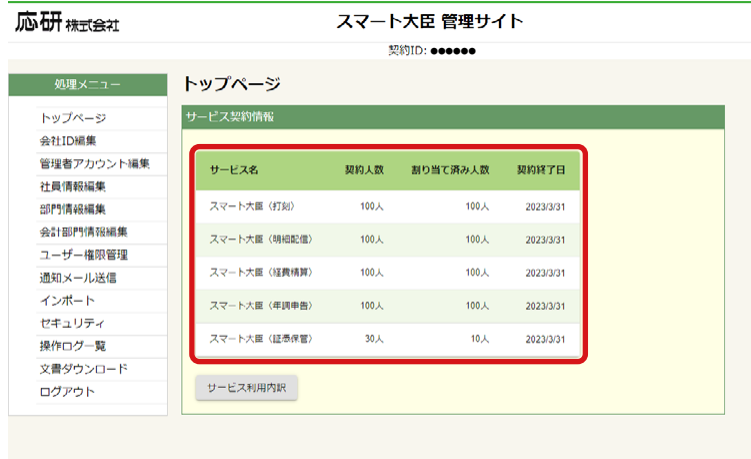 応研 株式会社
スマート大臣 管理サイト
契約ID: ●●●●●●
処理メニュー
トップページ
会社ID編集
管理者アカウント編集
社員情報編集
部門情報編集
会計部門情報編集
ユーザー権限管理
通知メール送信
インポート
セキュリティ
操作ログ一覧
文書ダウンロード
ログアウト
トップページ
サービス契約情報
サービス名 契約人数 割り当て済み人数 契約終了日
スマート大臣〈打刻〉 100人 100人 2023/3/31
スマート大臣〈明細配信〉 100人 100人 2023/3/31
スマート大臣〈経費精算〉 100人 100人 2023/3/31
スマート大臣〈年調申告〉 100人 100人 2023/3/31
スマート大臣〈証憑保管〉 30人 10人 2023/3/31
サービス利用内訳